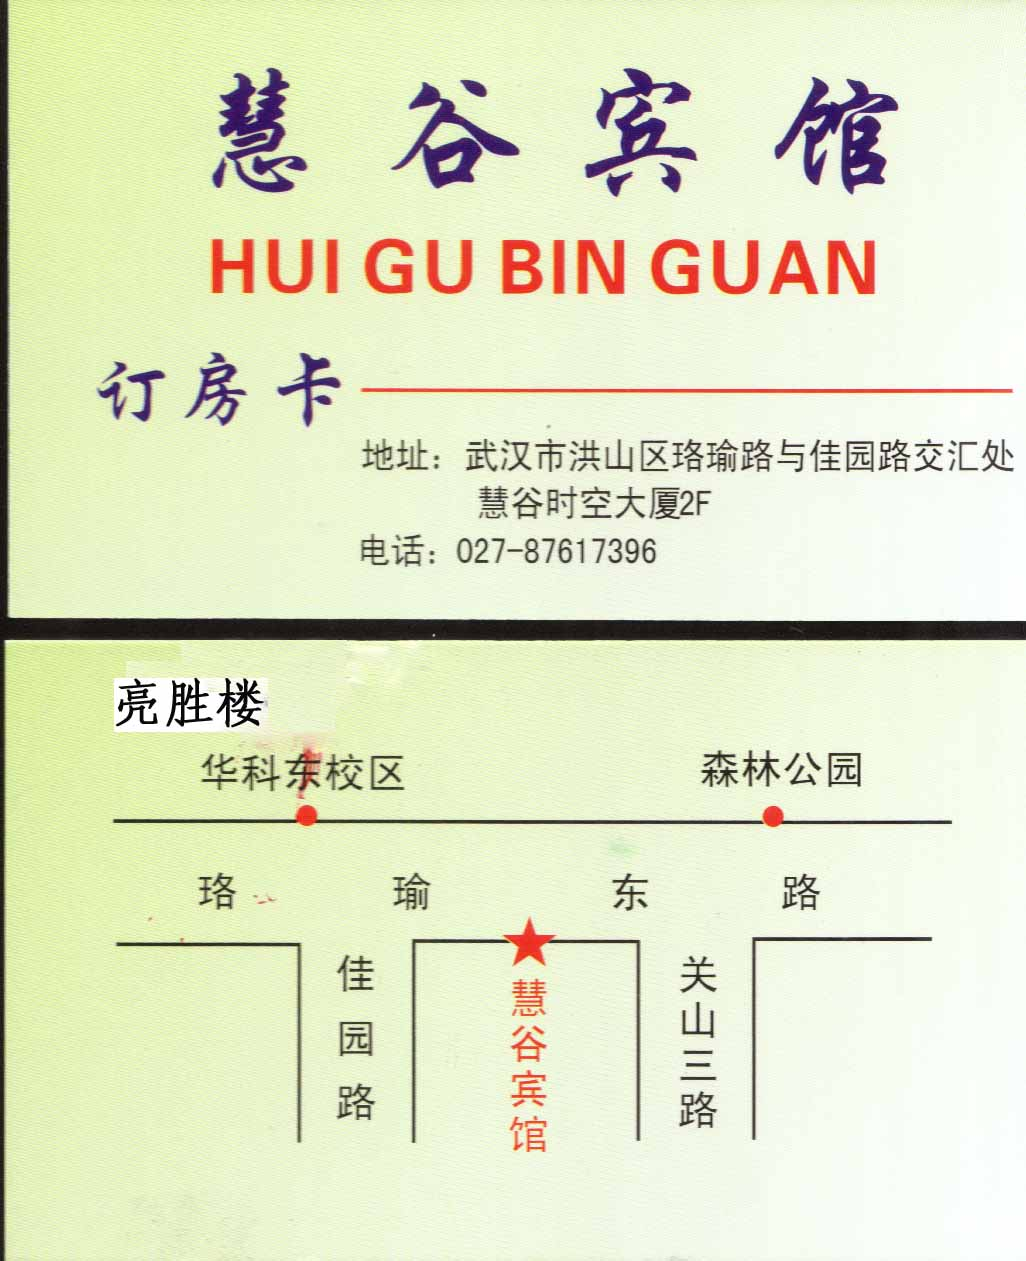 慧谷宾馆
HUI GU BIN GUAN
订房卡
地址：武汉市洪山区珞瑜路与佳园路交汇处
慧谷时空大厦2F
电话：027-87617396
亮胜楼
华科东校区
森林公园
珞瑜东路
佳园路
慧谷宾馆
关山三路